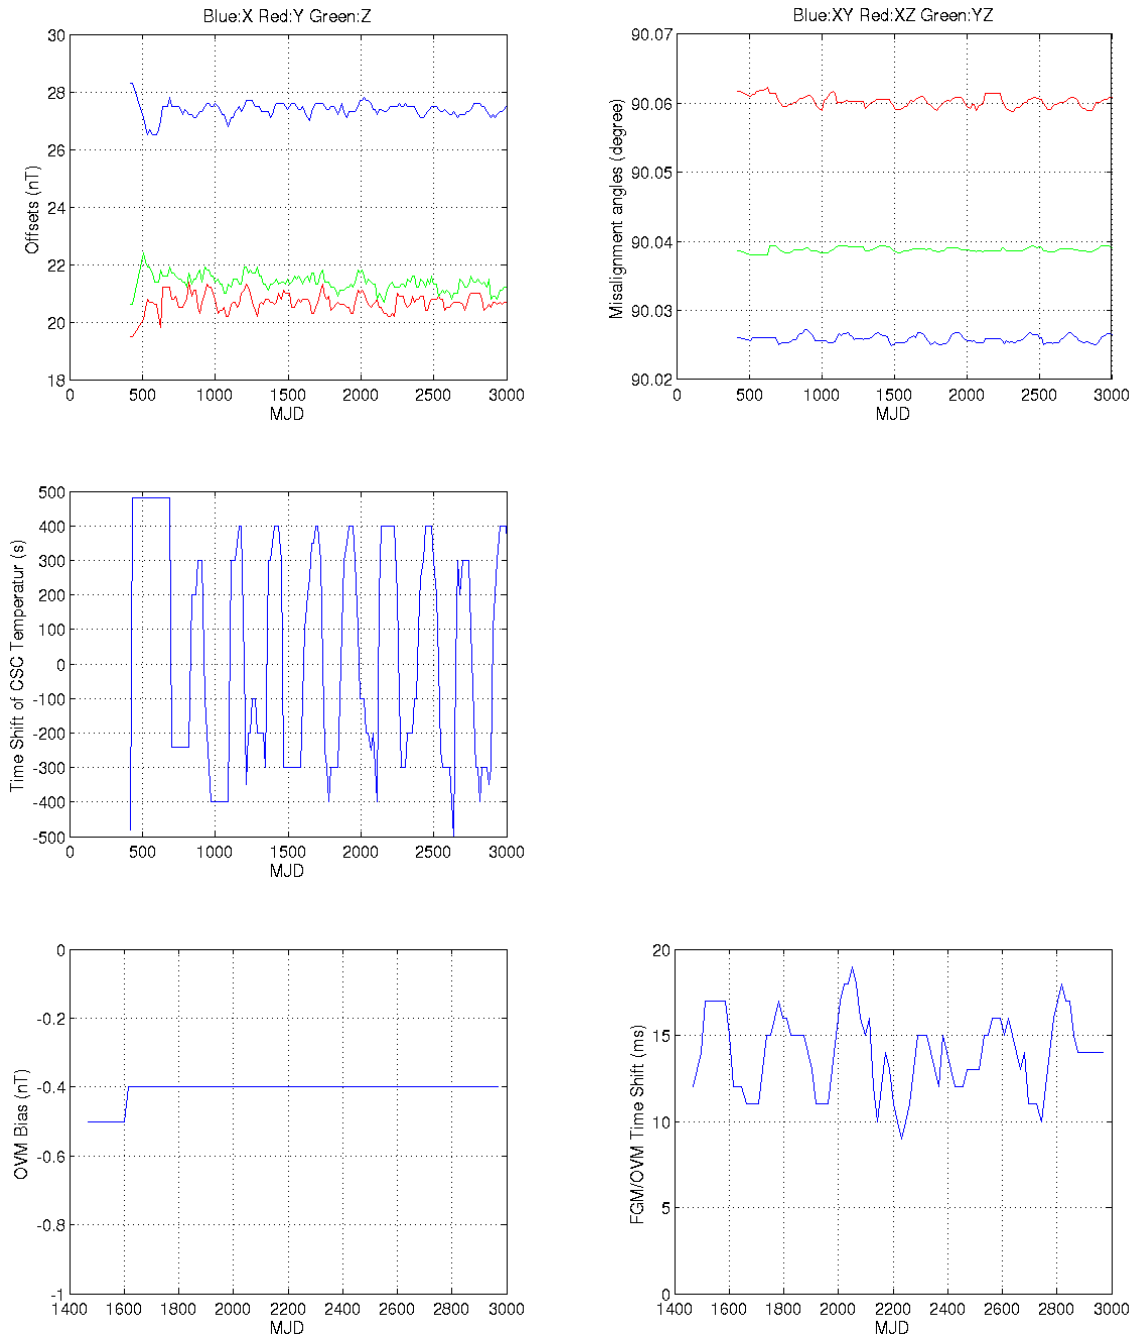 Blue:X Red:Y Green:Z
30
28
26
24
22
20
18
Offsets (nT)
0 500 1000 1500 2000 2500 3000
MJD
Blue:XY Red:XZ Green:YZ
90.07
90.06
90.05
90.04
90.03
90.02
Misalignment angles (degree)
0 500 1000 1500 2000 2500 3000
MJD
500
400
300
200
100
0
-100
-200
-300
-400
-500
Time Shift of CSC Temperatur (s)
0 500 1000 1500 2000 2500 3000
MJD
0
-0.2
-0.4
-0.6
-0.8
-1
OVM Bias (nT)
1400 1600 1800 2000 2200 2400 2600 2800 3000
MJD
20
15
10
5
0
FGM/OVM Time Shift (ms)
1400 1600 1800 2000 2200 2400 2600 2800 3000
MJD